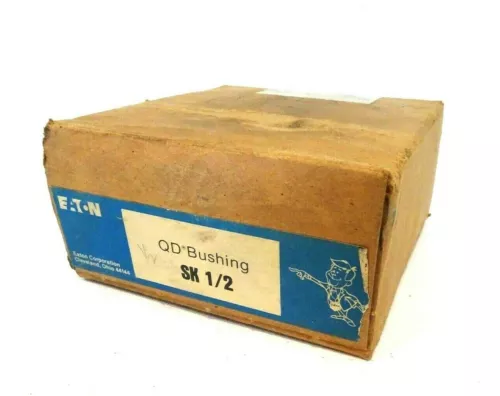 EATON
Eaton Corporation
Cleveland, Ohio 44144
QD*Bushing
SK 1/2